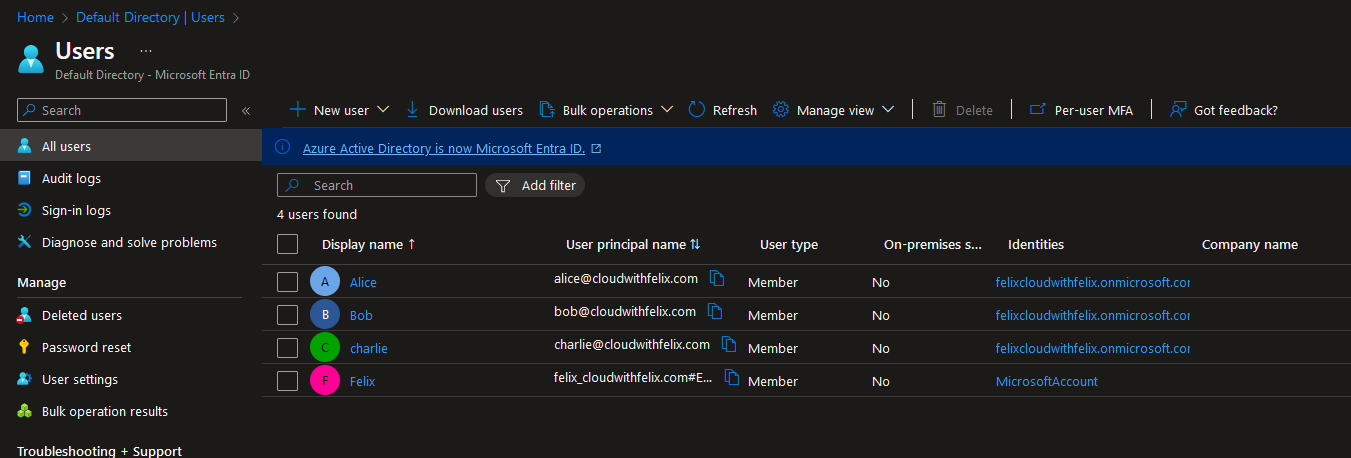 Home > Default Directory | Users >
Users ...
Default Directory - Microsoft Entra ID
Search «
New user Download users Bulk operations Refresh Manage view Delete Per-user MFA Got feedback?
All users
Audit logs
Sign-in logs
Diagnose and solve problems
Manage
Deleted users
Password reset
User settings
Bulk operation results
Troubleshooting + Support
Azure Active Directory is now Microsoft Entra ID.
Search Add filter
4 users found
Display name ↑ User principal name ↑↓ User type On-premises s... Identities Company name
A Alice alice@cloudwithfelix.com Member No felixcloudwithfelix.onmicrosoft.cor
B Bob bob@cloudwithfelix.com Member No felixcloudwithfelix.onmicrosoft.cor
C charlie charlie@cloudwithfelix.com Member No felixcloudwithfelix.onmicrosoft.cor
F Felix felix_cloudwithfelix.com#E... Member No MicrosoftAccount